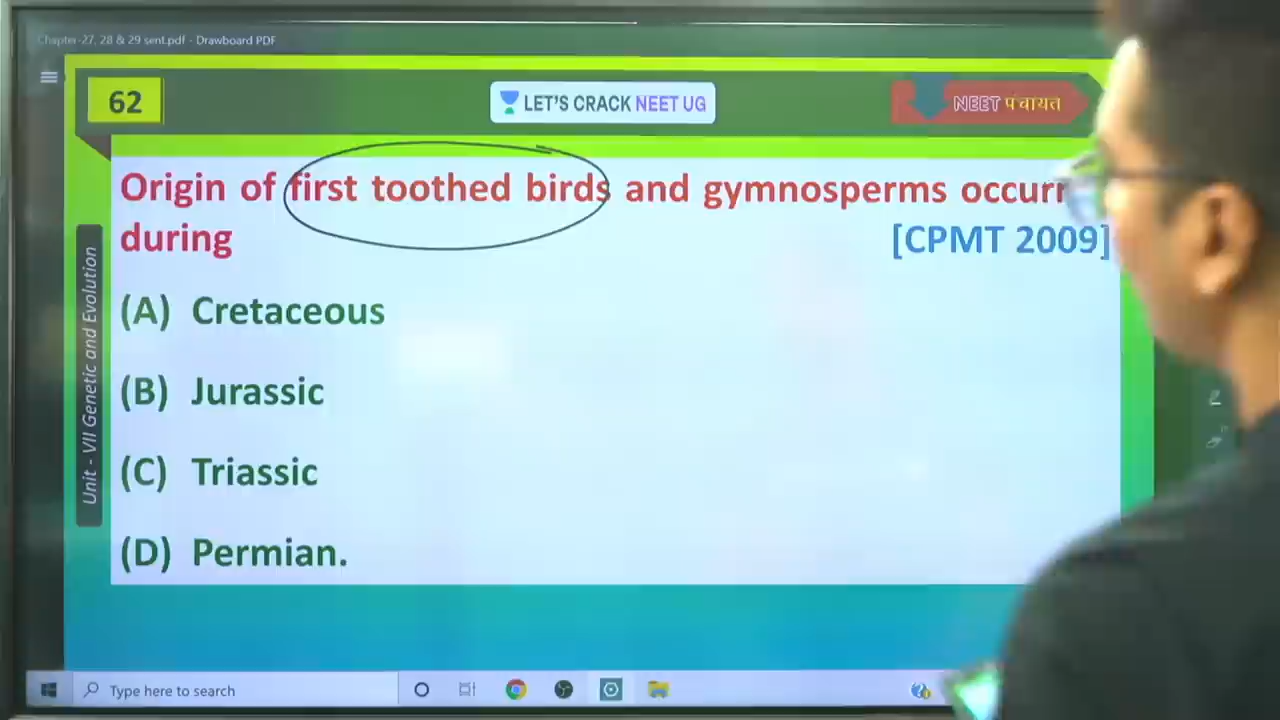 Chapter-27, 28 & 29 sent.pdf - Drawboard PDF
62
LET'S CRACK NEET UG
NEET पंचायत
Origin of first toothed birds and gymnosperms
during
[CPMT 2009]
(A) Cretaceous
(B) Jurassic
(C) Triassic
(D) Permian.
Unit - VII Genetic and Evolution
Type here to search